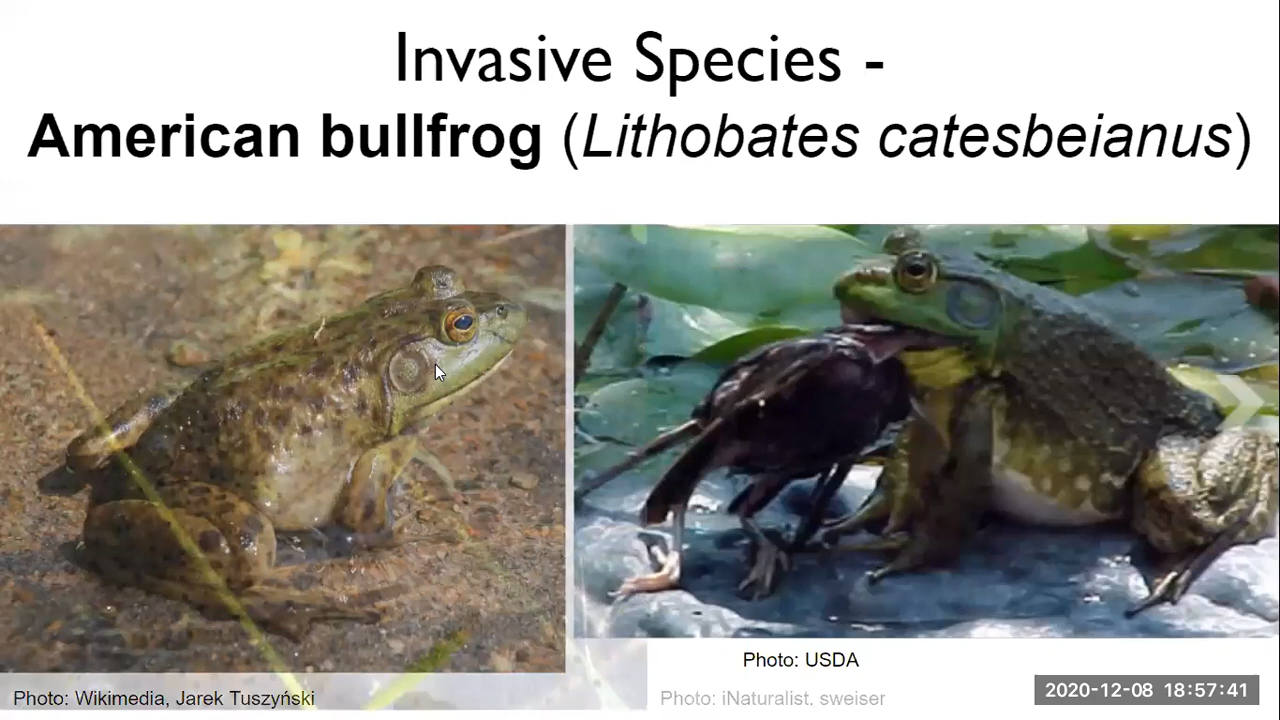 Invasive Species -
American bullfrog (Lithobates catesbeianus)
Photo: USDA
Photo: Wikimedia, Jarek Tuszyński
Photo: iNaturalist, sweiser
2020-12-08 18:57:41